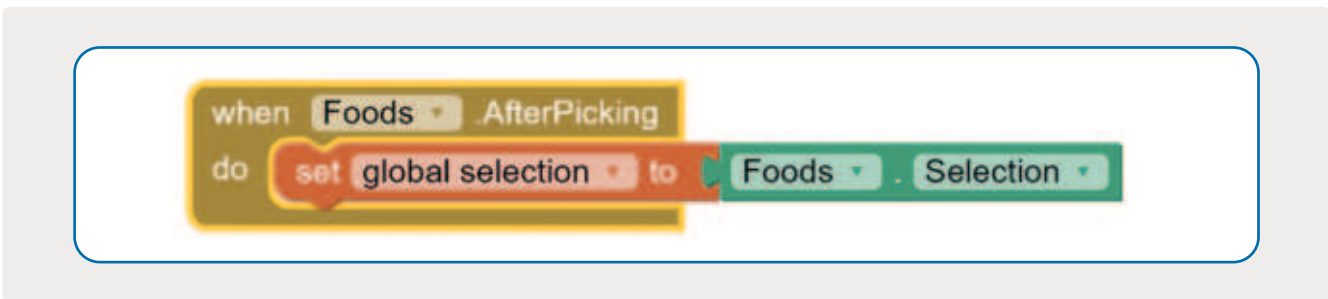 when Foods .AfterPicking
do set global selection to Foods . Selection